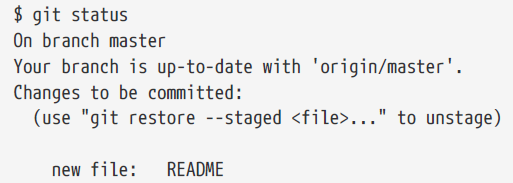 $ git status
On branch master
Your branch is up-to-date with 'origin/master'.
Changes to be committed:
  (use "git restore --staged <file>..." to unstage)
    new file:   README